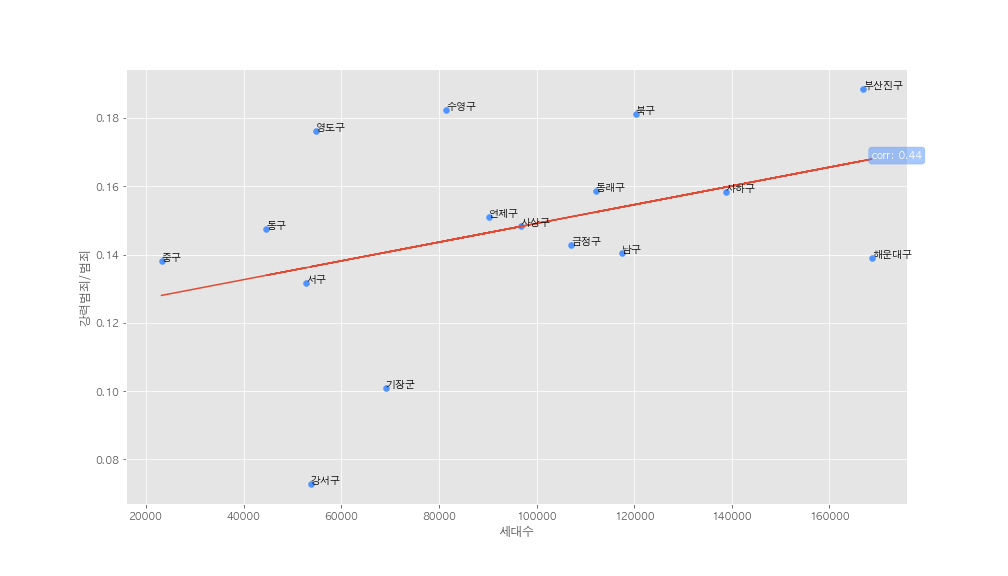 부산진구
수영구
북구
영도구
corr: 0.44
동래구
사하구
연제구
사상구
동구
금정구
남구
해운대구
중구
서구
기장군
강서구
0.18
0.16
0.14
0.12
0.10
0.08
강력범죄/범죄
20000 40000 60000 80000 100000 120000 140000 160000
세대수